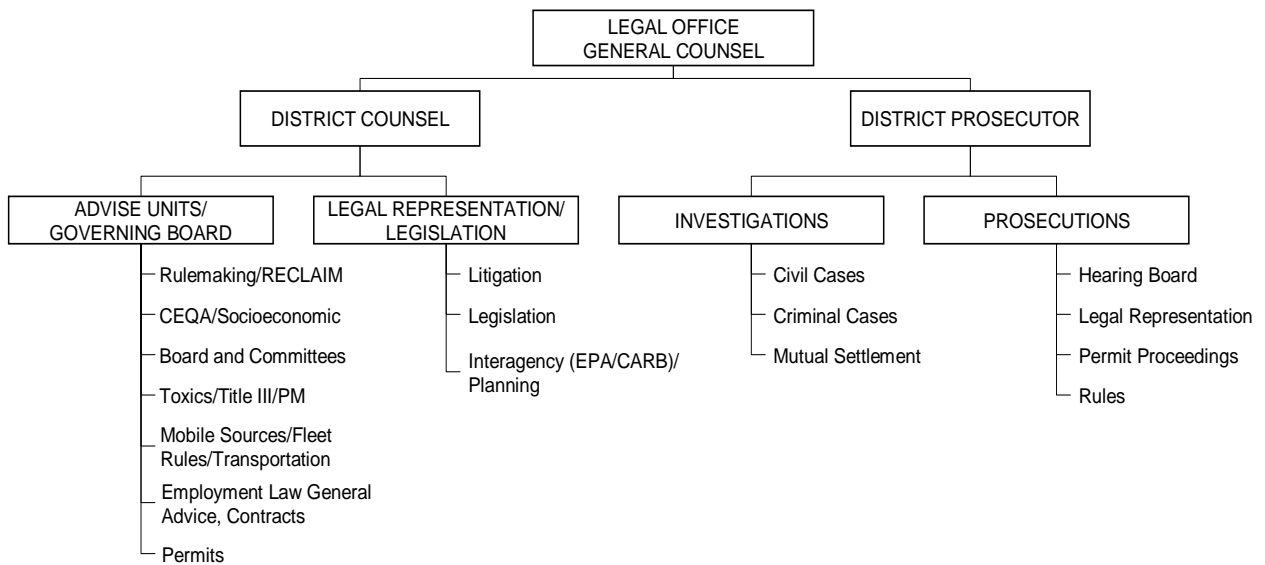 LEGAL OFFICE
GENERAL COUNSEL
DISTRICT COUNSEL
DISTRICT PROSECUTOR
ADVISE UNITS/
GOVERNING BOARD
LEGAL REPRESENTATION/
LEGISLATION
INVESTIGATIONS
PROSECUTIONS
Rulemaking/RECLAIM
CEQA/Socioeconomic
Board and Committees
Toxics/Title III/PM
Mobile Sources/Fleet
Rules/Transportation
Employment Law General
Advice, Contracts
Permits
Litigation
Legislation
Interagency (EPA/CARB)/
Planning
Civil Cases
Criminal Cases
Mutual Settlement
Hearing Board
Legal Representation
Permit Proceedings
Rules